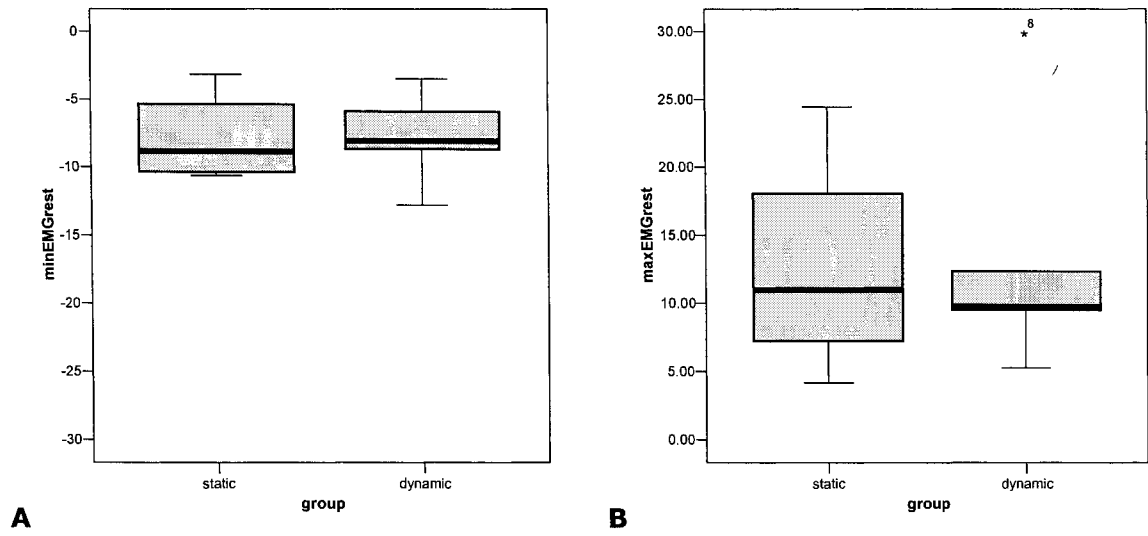 0
-5
-10
-15
-20
-25
-30
minEMGrest
static dynamic
group
A
30.00
25.00
20.00
15.00
10.00
5.00
0.00
maxEMGrest
*8
static dynamic
group
B